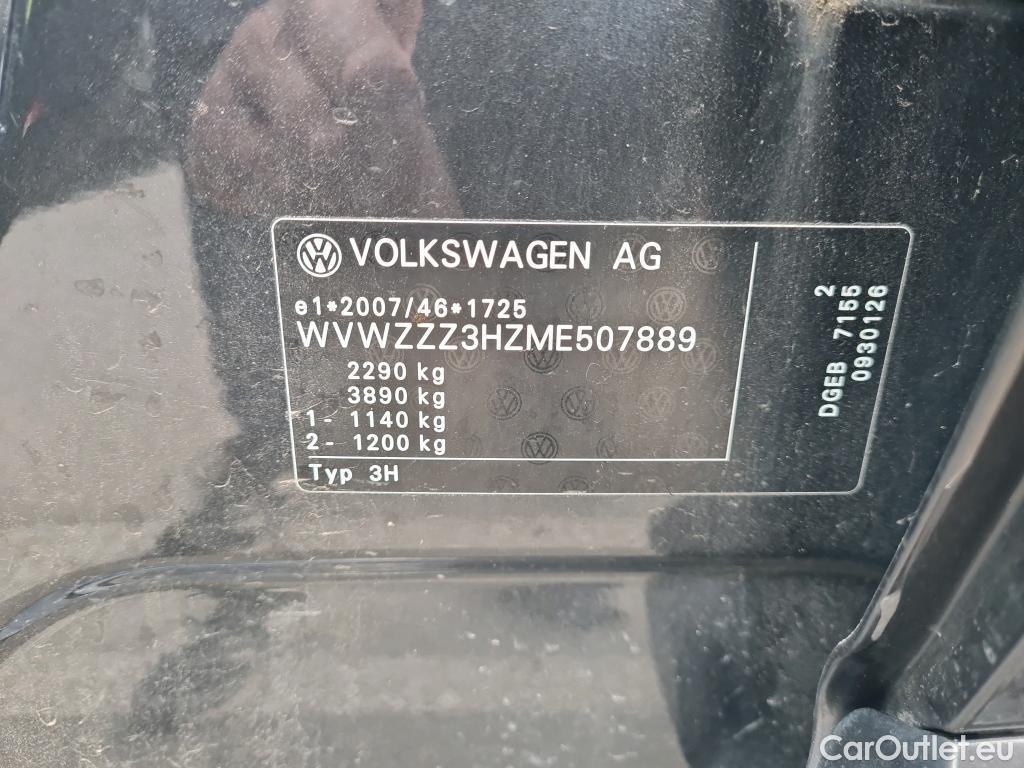 VOLKSWAGEN AG
e1*2007/46*1725
WVWZZZ3HZME507889
2290 kg
3890 kg
1- 1140 kg
2- 1200 kg
Typ 3H
2
DGEB 7155
0930126
CarOutlet.eu